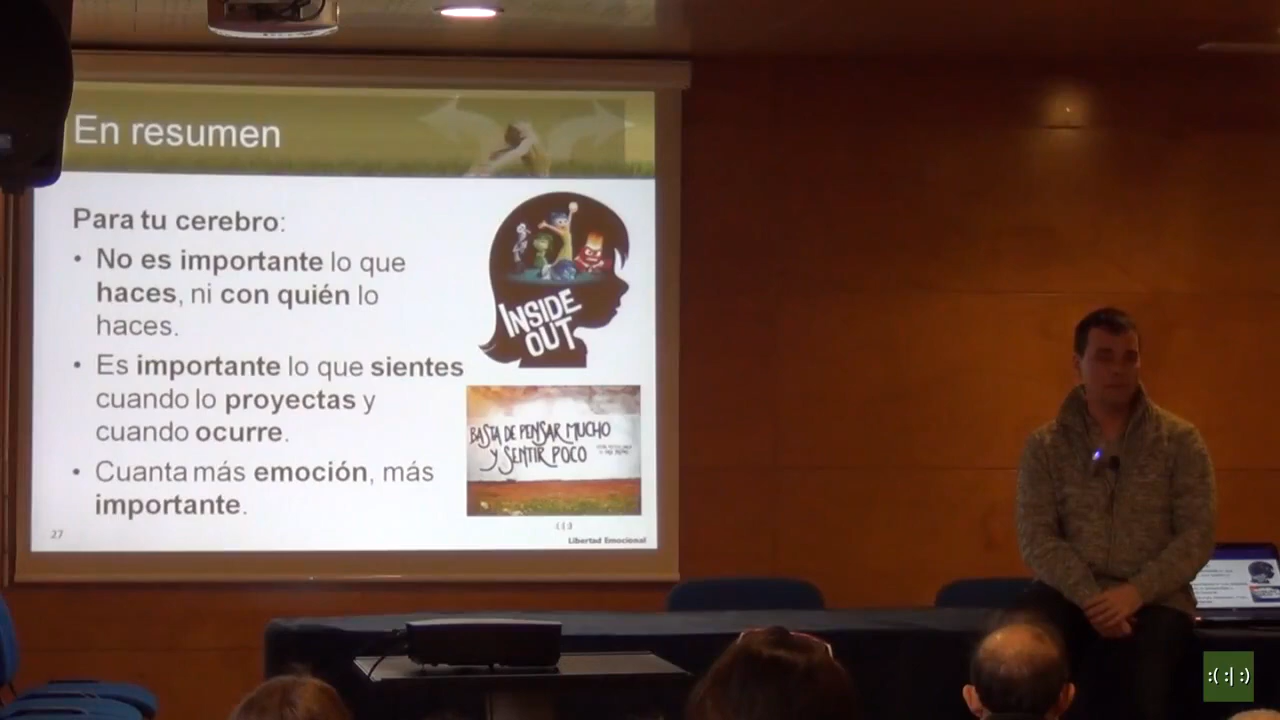 En resumen
Para tu cerebro:
• No es importante lo que
haces, ni con quién lo
haces.
• Es importante lo que sientes
cuando lo proyectas y
cuando ocurre.
• Cuanta más emoción, más
importante.
INSIDE
OUT
BASTA DE PENSAR MUCHO
y SENTIR POCO
27
:(:|:)
Libertad Emocional
:( :| :)